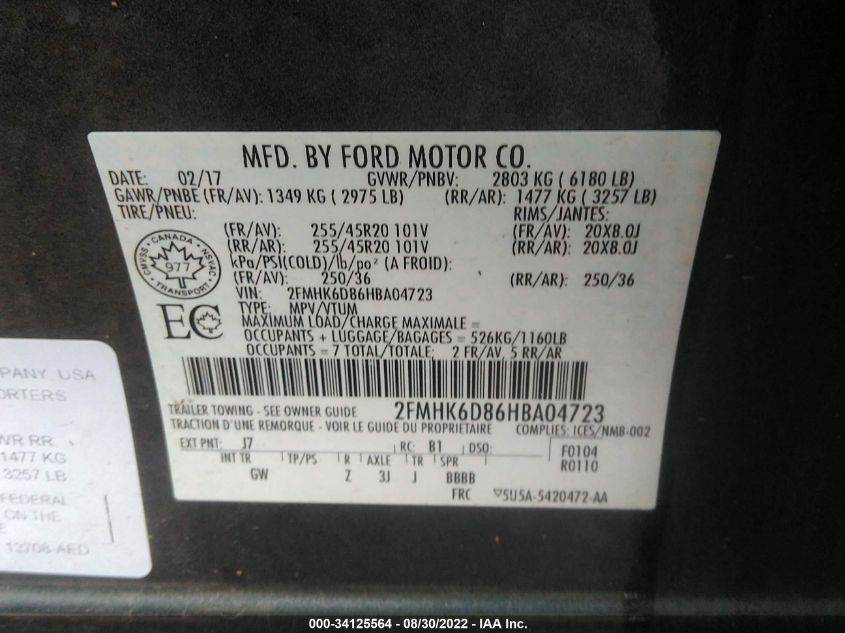 MFD. BY FORD MOTOR CO.
DATE: 02/17 GVWR/PNBV: 2803 KG ( 6180 LB)
GAWR/PNBE (FR/AV): 1349 KG ( 2975 LB) (RR/AR): 1477 KG ( 3257 LB)
TIRE/PNEU: RIMS/JANTES:
(FR/AV): 255/45R20 101V (FR/AV): 20X8.0J
(RR/AR): 255/45R20 101V (RR/AR): 20X8.0J
kPa/PSI(COLD)/lb/po² (A FROID):
(FR/AV): 250/36 (RR/AR): 250/36
VIN: 2FMHK6D86HBA04723
TYPE: MPV/VTUM
MAXIMUM LOAD/CHARGE MAXIMALE =
OCCUPANTS + LUGGAGE/BAGAGES = 526KG/1160LB
OCCUPANTS = 7 TOTAL/TOTALE; 2 FR/AV, 5 RR/AR
CANADA
CMVSS NSVAC
977
TRANSPORT
EC
TRAILER TOWING - SEE OWNER GUIDE 2FMHK6D86HBA04723
TRACTION D'UNE REMORQUE - VOIR LE GUIDE DU PROPRIETAIRE COMPLIES: ICES/NMB-002
EXT PNT: J7 RC: B1 DSO: F0104
INT TR TP/PS R AXLE TR SPR R0110
GW Z 3J J BBBB
FRC 5U5A-5420472-AA
PANY, USA
ORTERS
WR RR
1477 KG
3257 LB
FEDERAL
ON THE
12706-AED
000-34125564 - 08/30/2022 - IAA Inc.